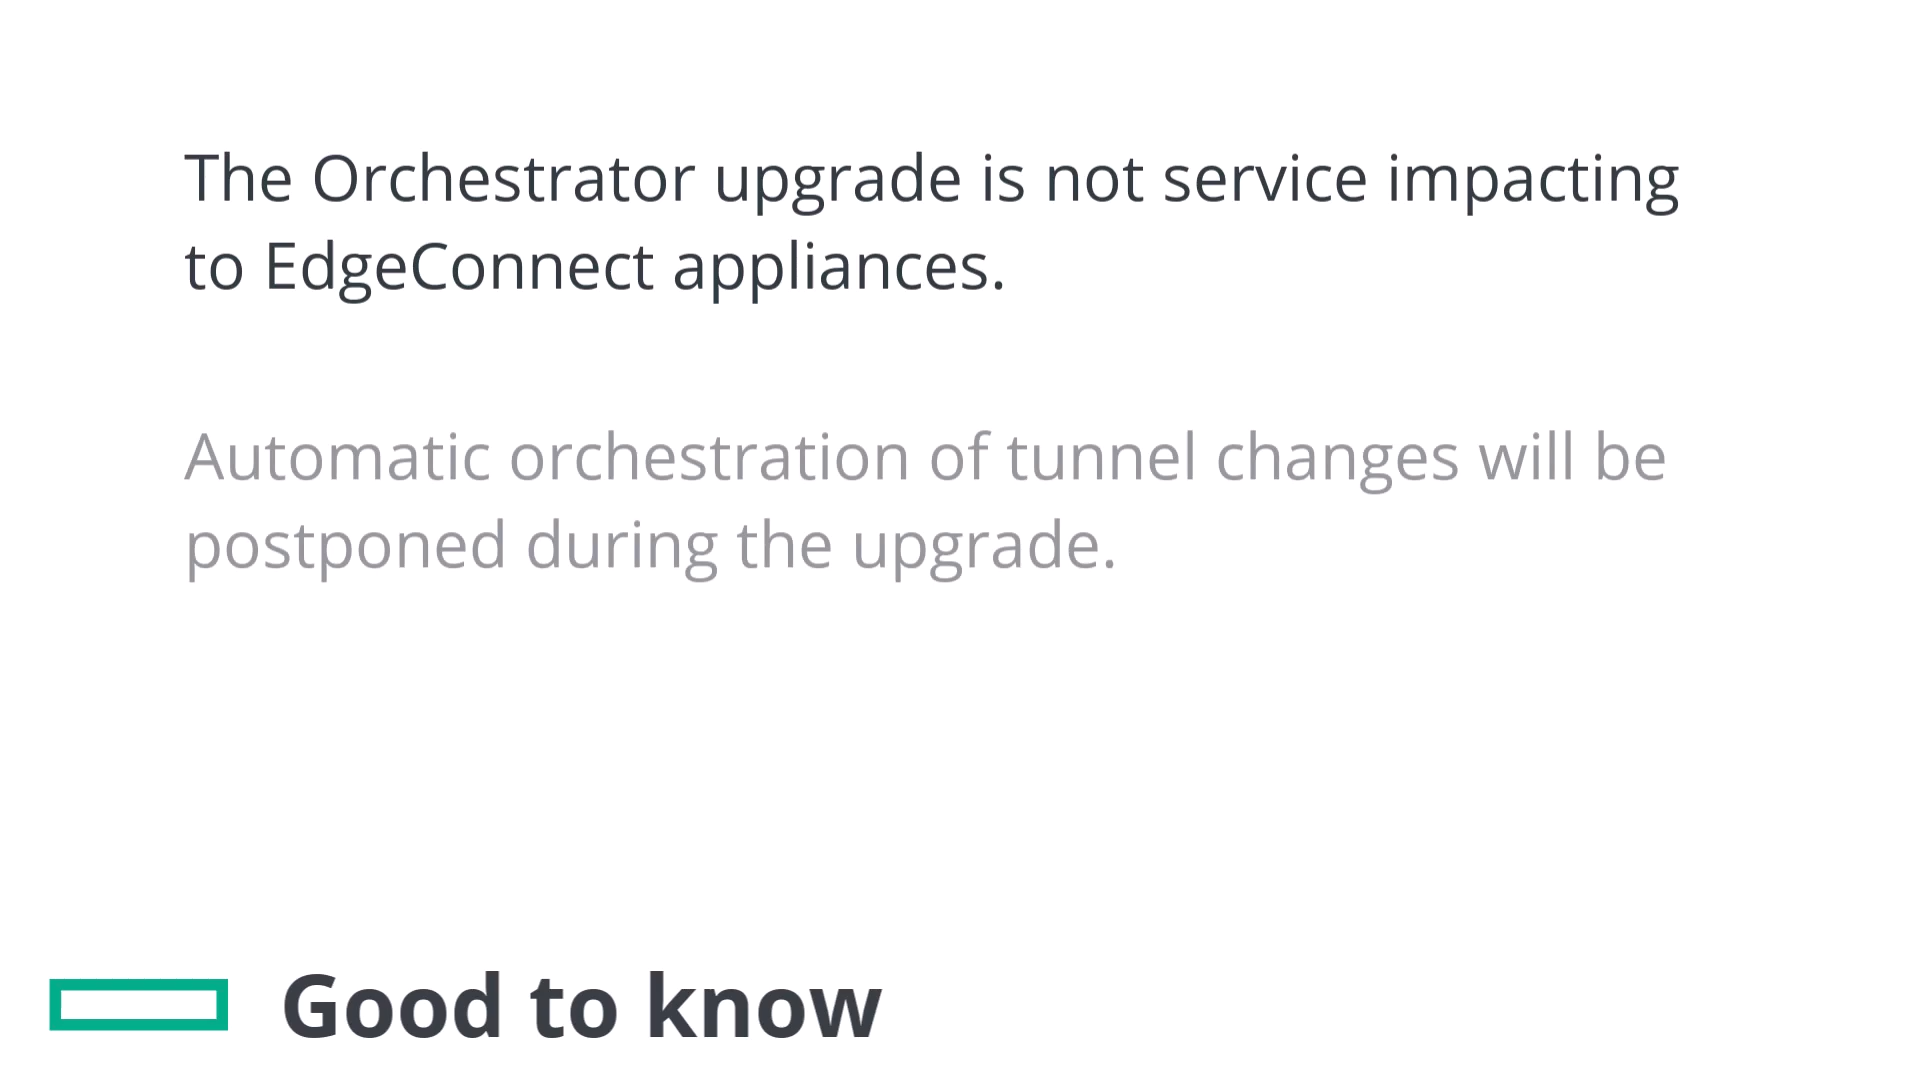 The Orchestrator upgrade is not service impacting
to EdgeConnect appliances.
Automatic orchestration of tunnel changes will be
postponed during the upgrade.
Good to know